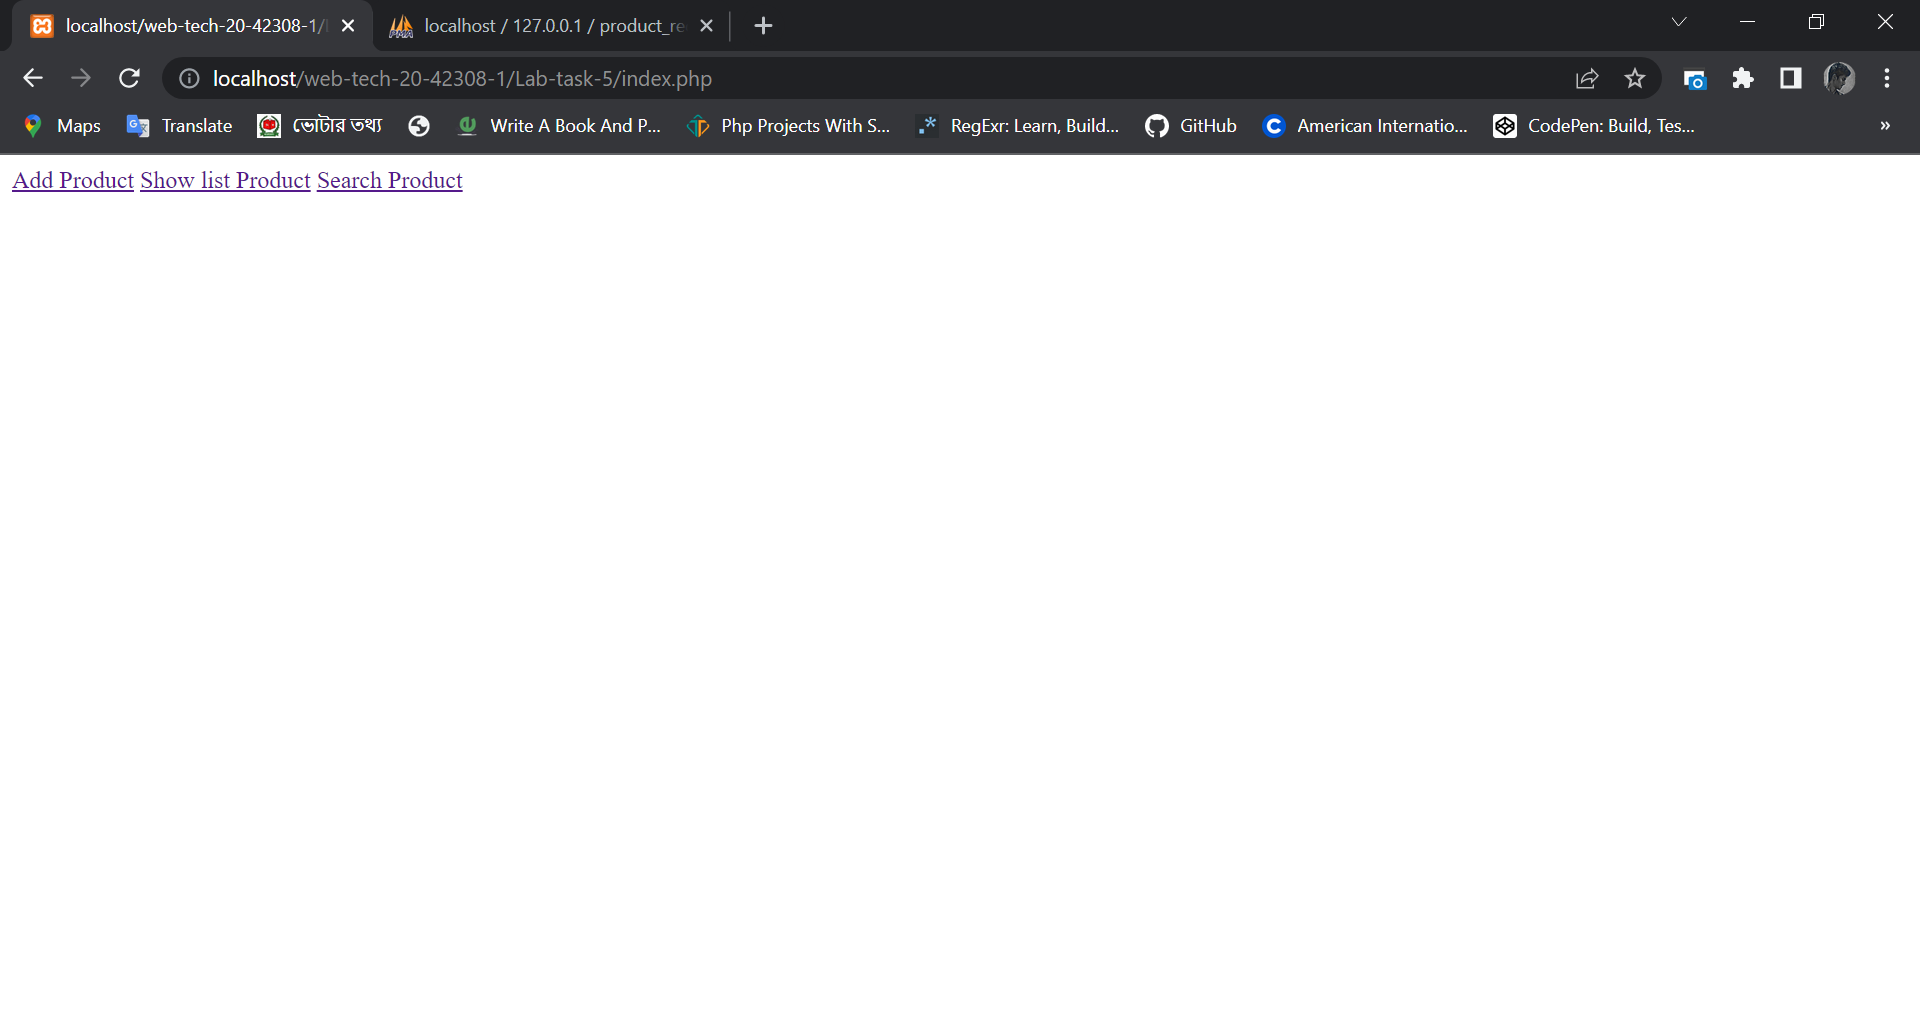 localhost/web-tech-20-42308-1/
localhost / 127.0.0.1 / product_re
localhost/web-tech-20-42308-1/Lab-task-5/index.php
Maps Translate ভোটার তথ্য Write A Book And P... Php Projects With S... RegExr: Learn, Build... GitHub American Internatio... CodePen: Build, Tes... »
Add Product Show list Product Search Product